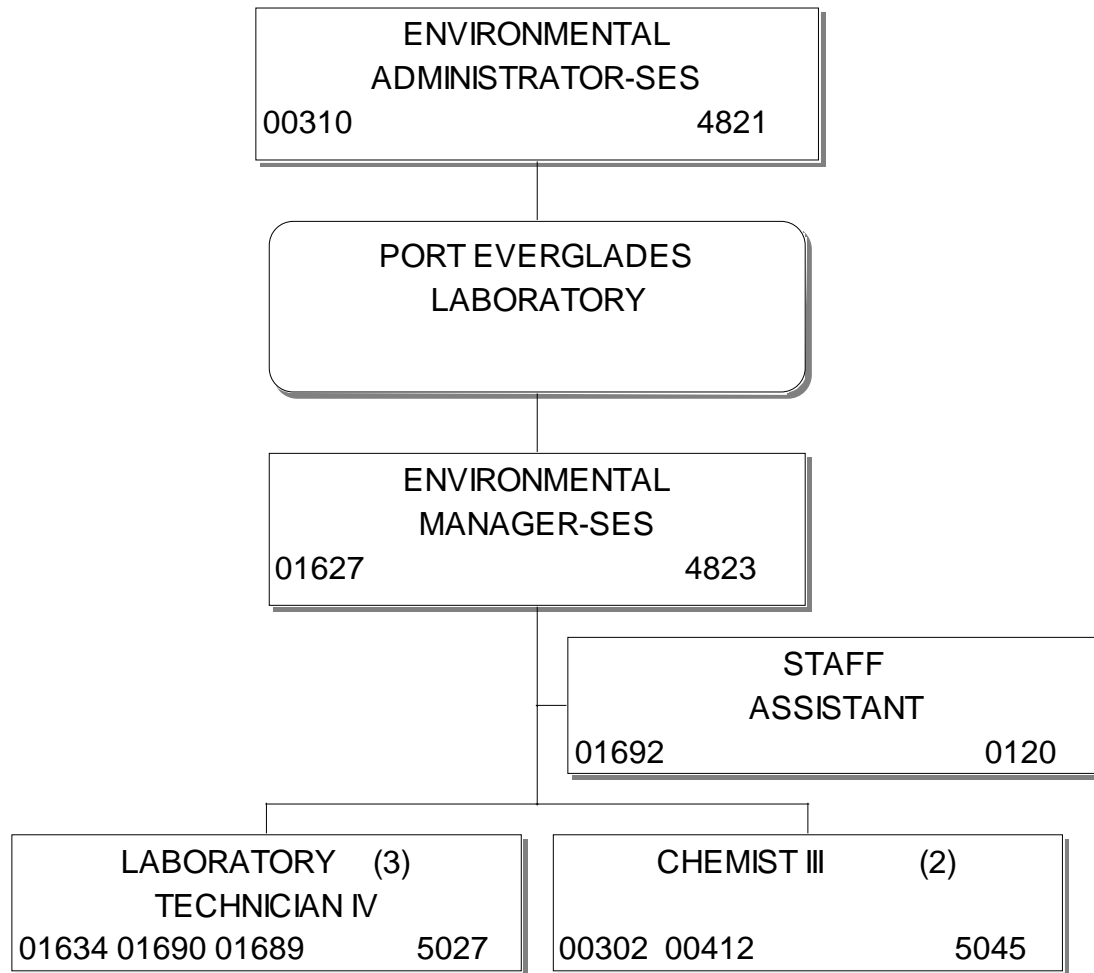 ENVIRONMENTAL
ADMINISTRATOR-SES
00310 4821
PORT EVERGLADES
LABORATORY
ENVIRONMENTAL
MANAGER-SES
01627 4823
STAFF
ASSISTANT
01692 0120
LABORATORY (3)
TECHNICIAN IV
01634 01690 01689 5027
CHEMIST III (2)
00302 00412 5045